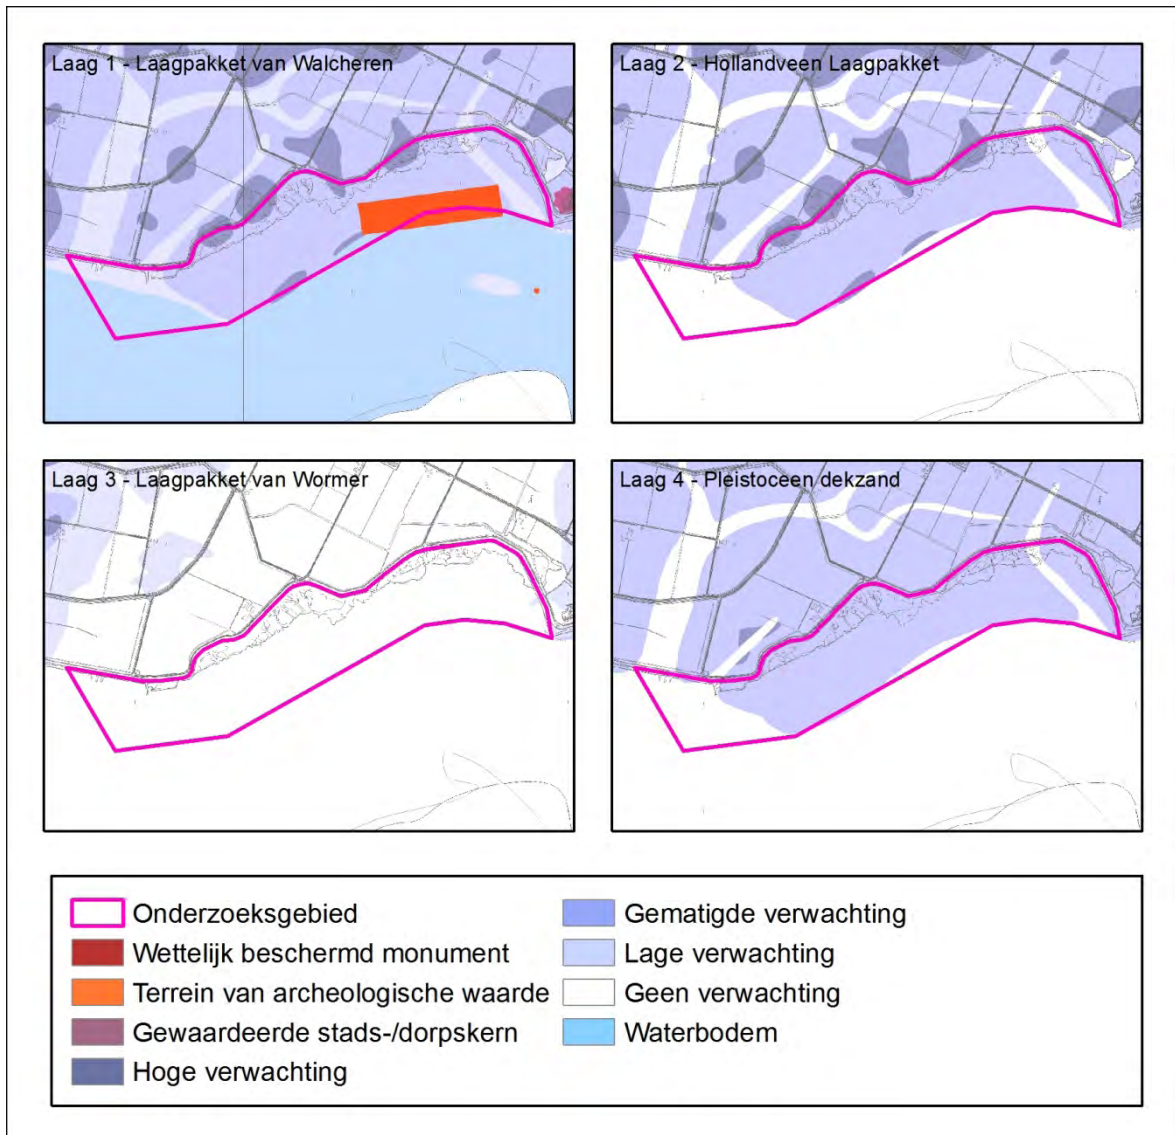 Laag 1 - Laagpakket van Walcheren
Laag 2 - Hollandveen Laagpakket
Laag 3 - Laagpakket van Wormer
Laag 4 - Pleistoceen dekzand
Onderzoeksgebied
Wettelijk beschermd monument
Terrein van archeologische waarde
Gewaardeerde stads-/dorpskern
Hoge verwachting
Gematigde verwachting
Lage verwachting
Geen verwachting
Waterbodem